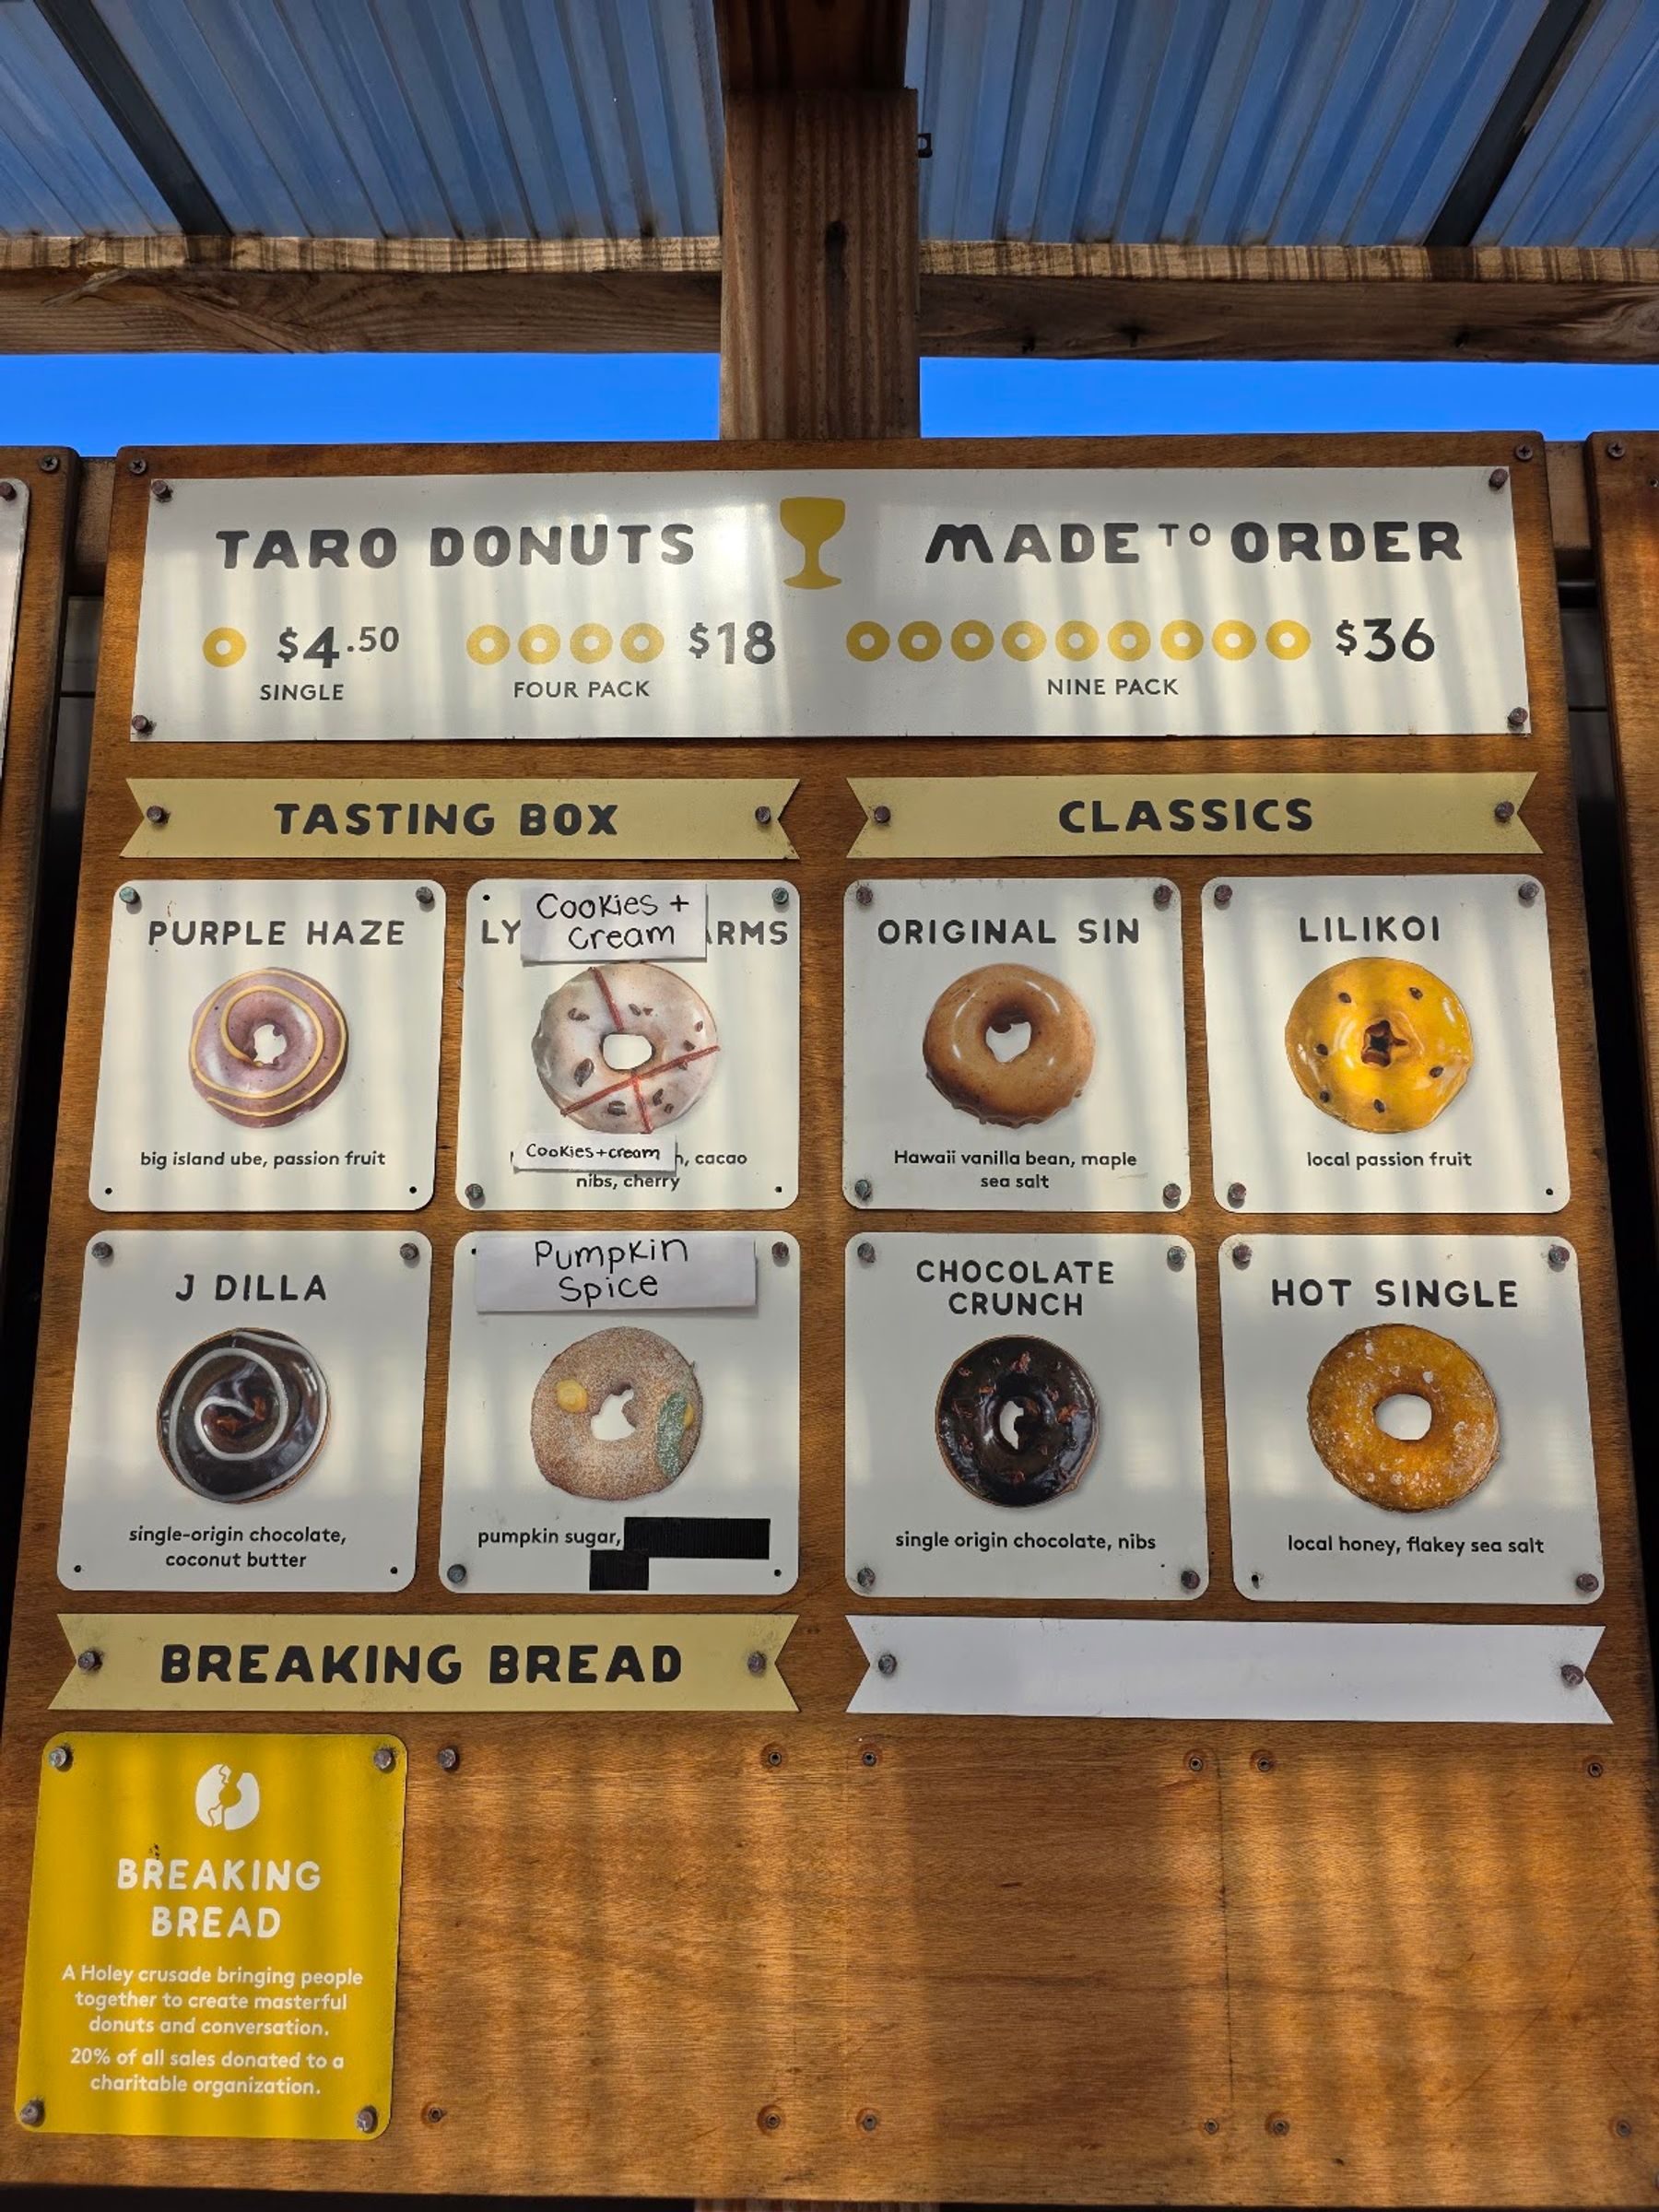 TARO DONUTS
MADE TO ORDER
$4.50
SINGLE
$18
FOUR PACK
$36
NINE PACK
TASTING BOX
PURPLE HAZE
big island ube, passion fruit
Cookies +
Cream
Cookies+cream cacao
nibs, cherry
J DILLA
single-origin chocolate,
coconut butter
Pumpkin
Spice
pumpkin sugar,
CLASSICS
ORIGINAL SIN
Hawaii vanilla bean, maple
sea salt
LILIKOI
local passion fruit
CHOCOLATE
CRUNCH
single origin chocolate, nibs
HOT SINGLE
local honey, flakey sea salt
BREAKING BREAD
BREAKING
BREAD
A Holey crusade bringing people
together to create masterful
donuts and conversation.
20% of all sales donated to a
charitable organization.